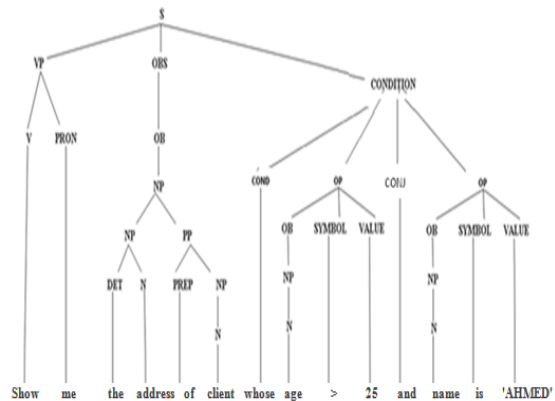 S
VP OBS CONDITION
V PRON OB
NP COND OP CONJ OP
NP PP OB SYMBOL VALUE OB SYMBOL VALUE
DET N PREP NP NP NP
N N N
Show me the address of client whose age > 25 and name is 'AHMED'